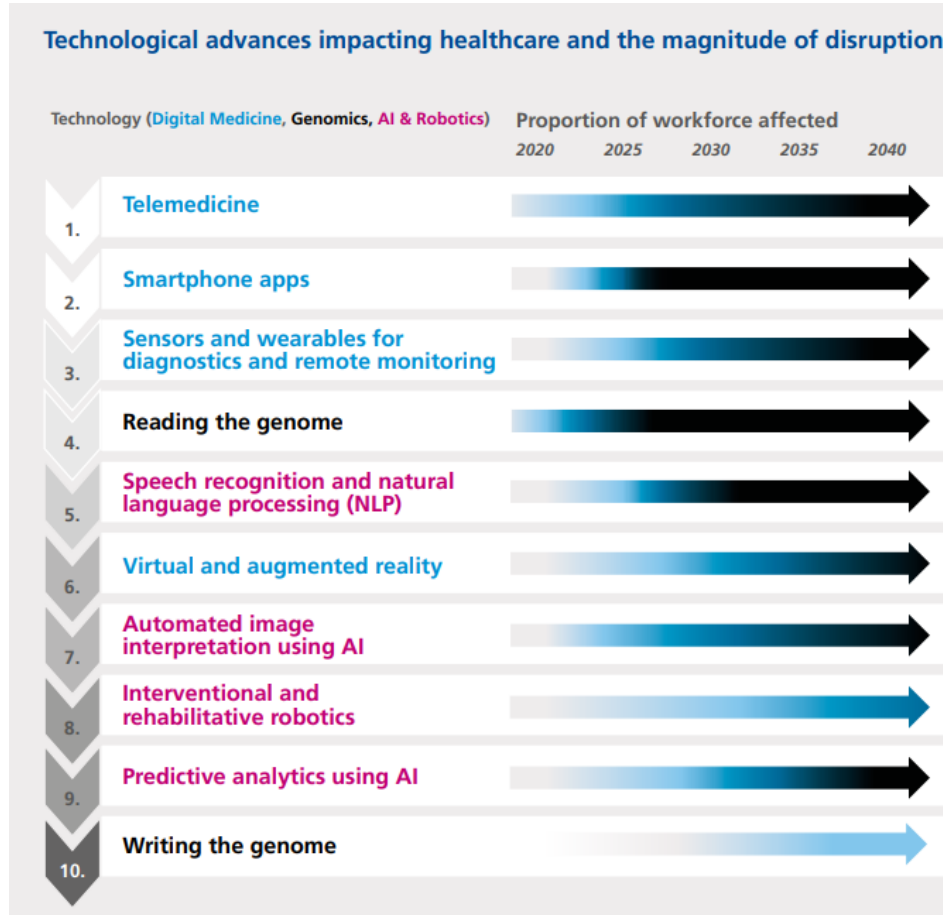 Technological advances impacting healthcare and the magnitude of disruption
Technology (Digital Medicine, Genomics, AI & Robotics)
Proportion of workforce affected
2020 2025 2030 2035 2040
1.
Telemedicine
2.
Smartphone apps
3.
Sensors and wearables for
diagnostics and remote monitoring
4.
Reading the genome
5.
Speech recognition and natural
language processing (NLP)
6.
Virtual and augmented reality
7.
Automated image
interpretation using AI
8.
Interventional and
rehabilitative robotics
9.
Predictive analytics using AI
10.
Writing the genome